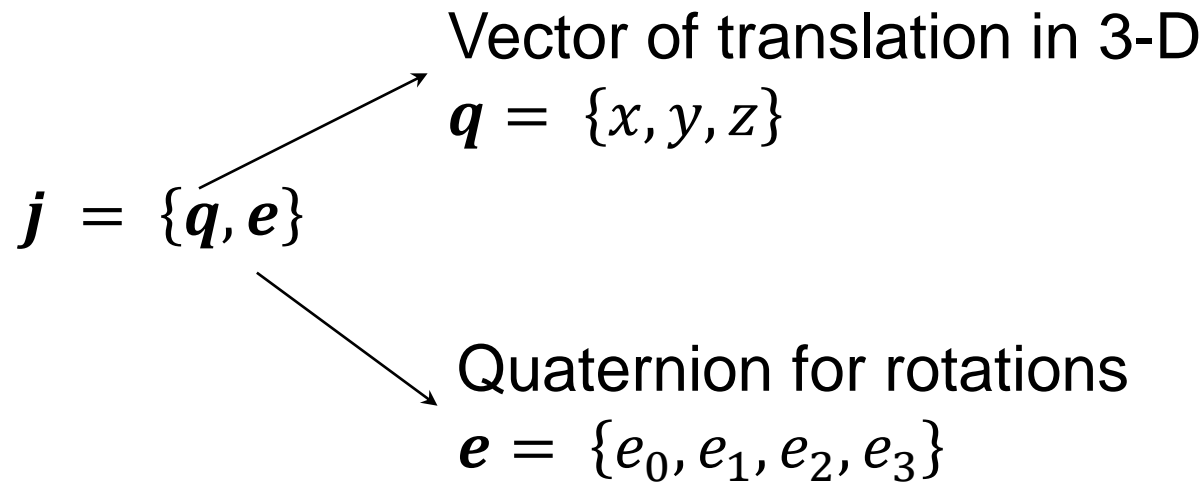 Vector of translation in 3-D
q = {x, y, z}
j = {q, e}
Quaternion for rotations
e = {e₀, e₁, e₂, e₃}